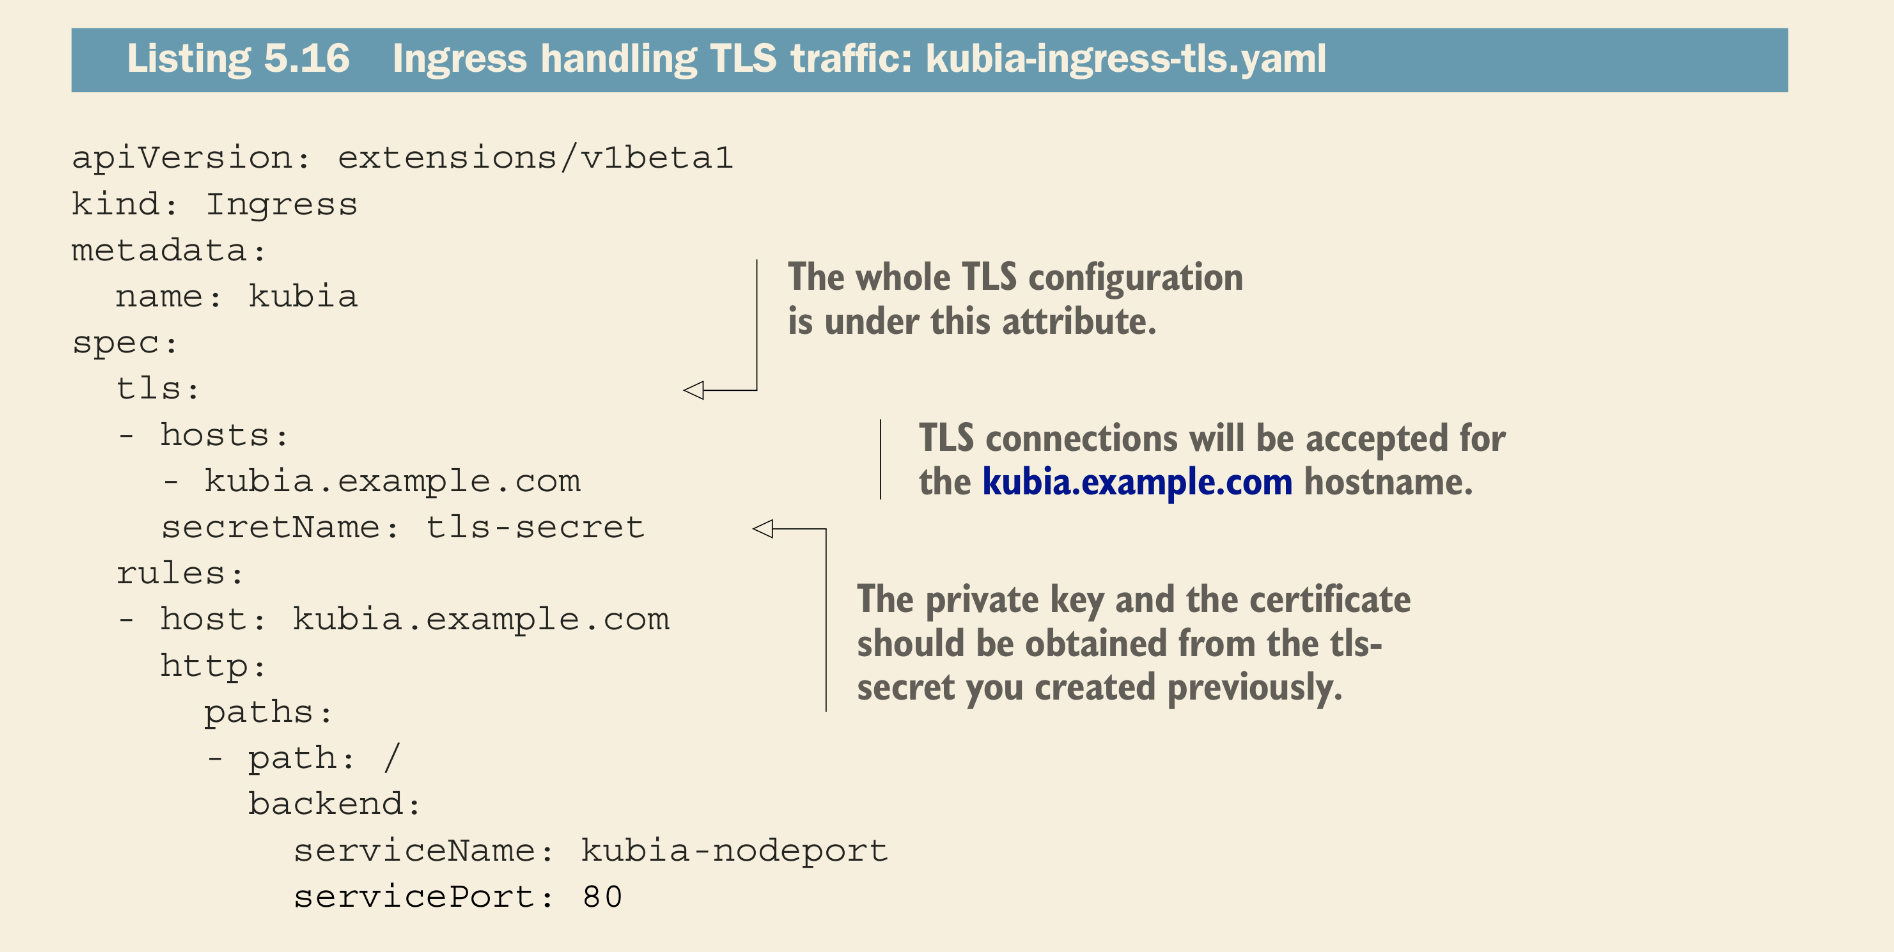 Listing 5.16 Ingress handling TLS traffic: kubia-ingress-tls.yaml
apiVersion: extensions/v1beta1
kind: Ingress
metadata:
  name: kubia
spec:
  tls:
  - hosts:
    - kubia.example.com
    secretName: tls-secret
  rules:
  - host: kubia.example.com
    http:
      paths:
      - path: /
        backend:
          serviceName: kubia-nodeport
          servicePort: 80
The whole TLS configuration
is under this attribute.
TLS connections will be accepted for
the kubia.example.com hostname.
The private key and the certificate
should be obtained from the tls-
secret you created previously.